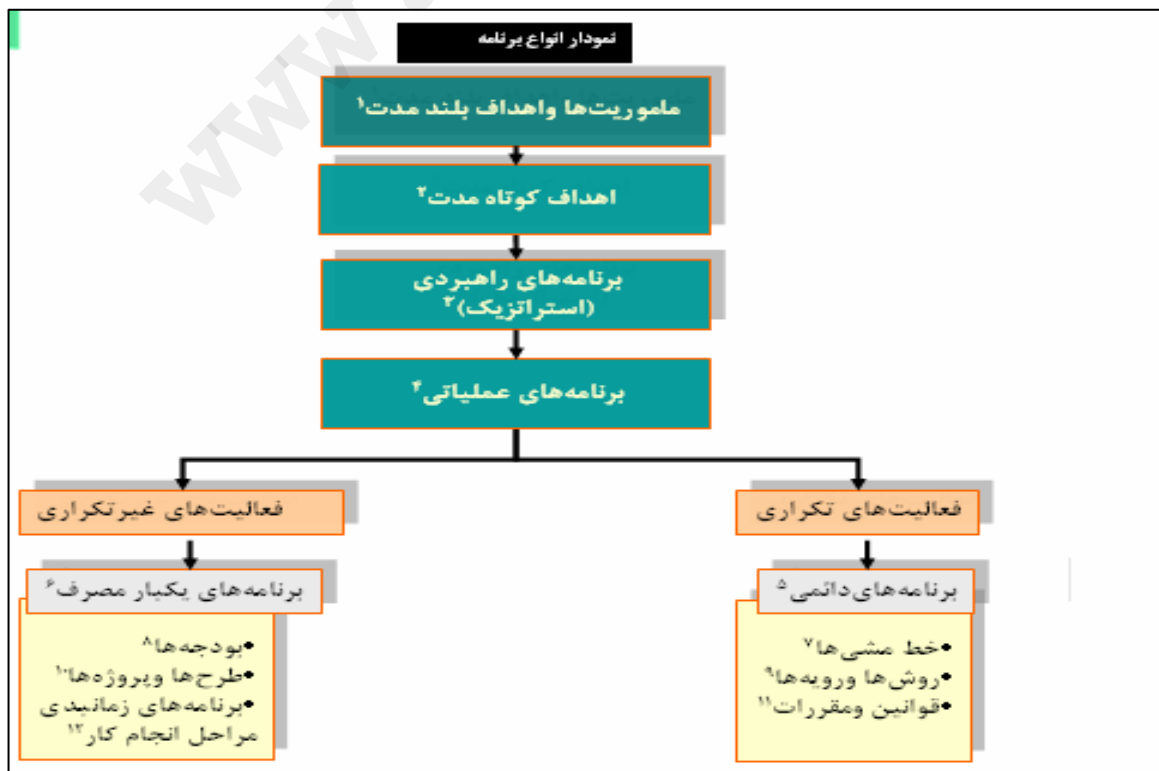 نمودار انواع برنامه
ماموریت‌ها واهداف بلند مدت۱
اهداف کوتاه مدت۲
برنامه‌های راهبردی
(استراتژیک)۳
برنامه‌های عملیاتی۴
فعالیت‌های تکراری
فعالیت‌های غیرتکراری
برنامه‌های‌دائمی۵
برنامه‌های یکبار مصرف۶
•خط مشی‌ها۷
•روش‌ها ورویه‌ها۹
•قوانین ومقررات۱۱
•بودجه‌ها۸
•طرح‌ها وپروژه‌ها۱۰
•برنامه‌های زمانبدی
مراحل انجام کار۱۲
www